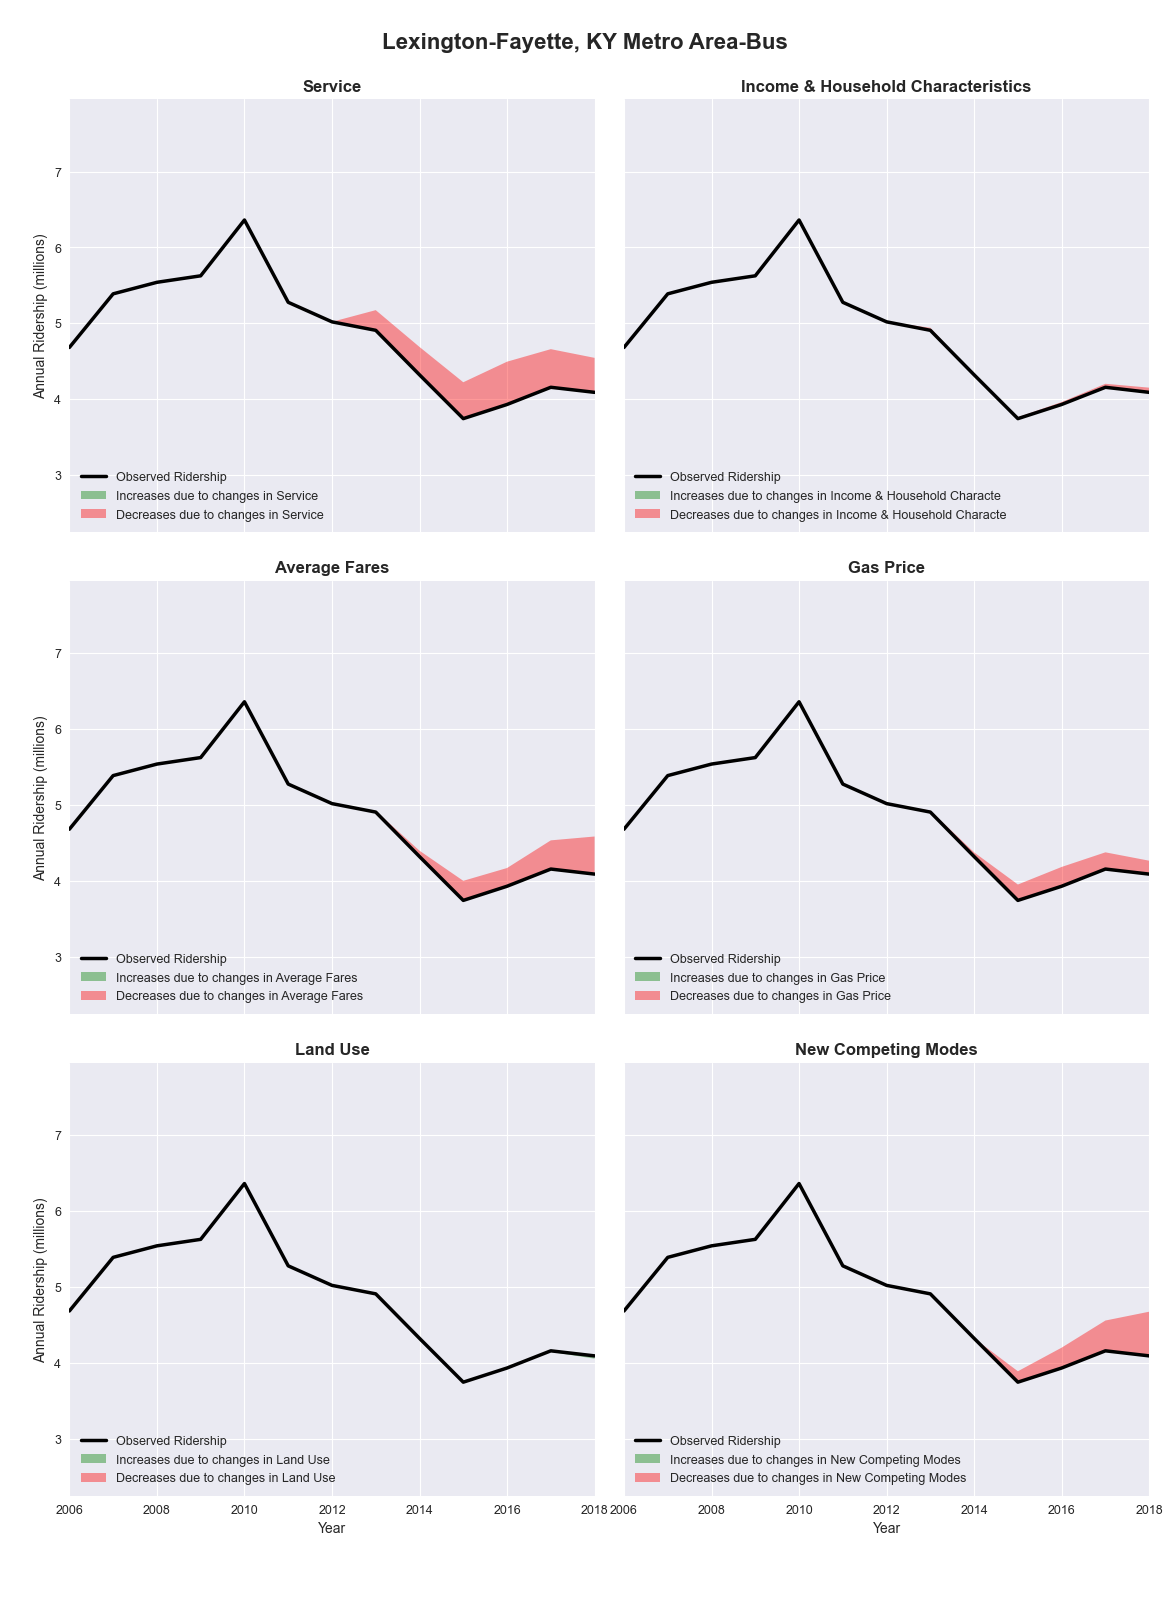 Lexington-Fayette, KY Metro Area-Bus
Service
Income & Household Characteristics
Annual Ridership (millions)
7
6
5
4
3
Observed Ridership
Increases due to changes in Service
Decreases due to changes in Service
Observed Ridership
Increases due to changes in Income & Household Characte
Decreases due to changes in Income & Household Characte
Average Fares
Gas Price
Annual Ridership (millions)
7
6
5
4
3
Observed Ridership
Increases due to changes in Average Fares
Decreases due to changes in Average Fares
Observed Ridership
Increases due to changes in Gas Price
Decreases due to changes in Gas Price
Land Use
New Competing Modes
Annual Ridership (millions)
7
6
5
4
3
Observed Ridership
Increases due to changes in Land Use
Decreases due to changes in Land Use
Observed Ridership
Increases due to changes in New Competing Modes
Decreases due to changes in New Competing Modes
2006 2008 2010 2012 2014 2016 2018
2006 2008 2010 2012 2014 2016 2018
Year
Year